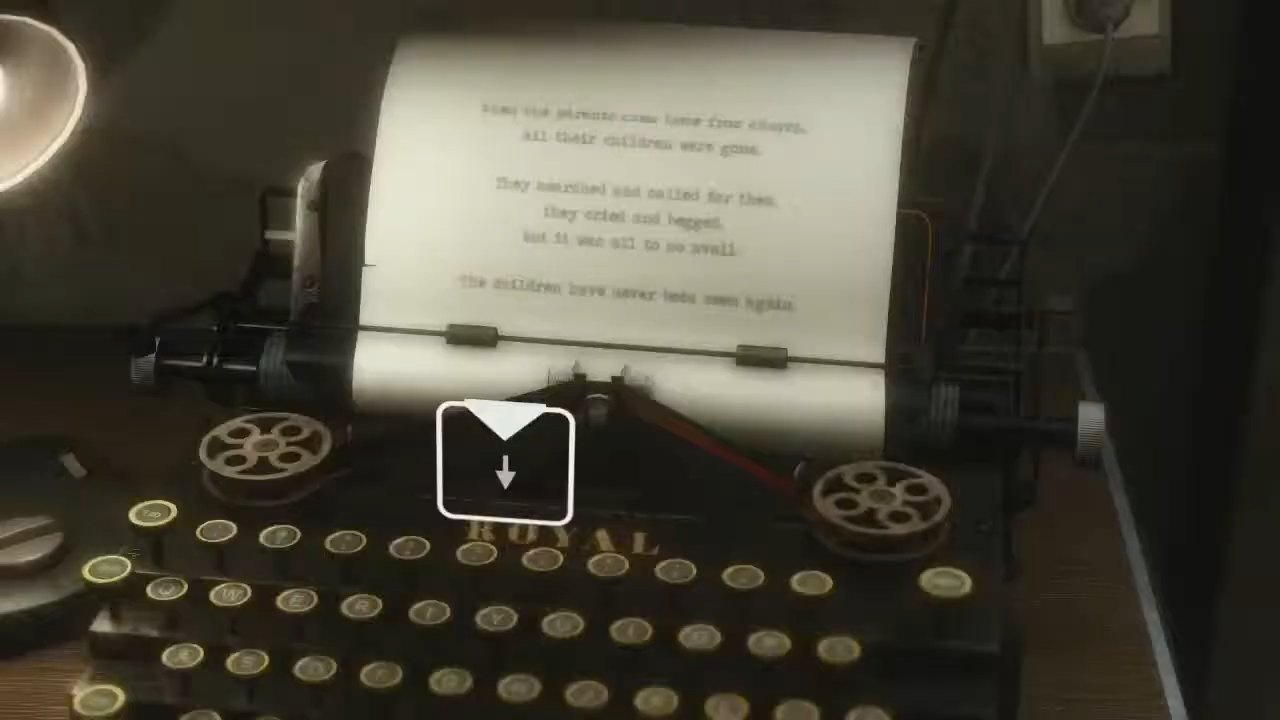 When the parents came home from church,
all their children were gone.
They searched and called for them,
they cried and begged,
but it was all to no avail.
The children have never been seen again.
ROYAL
Q W E R T Y U I O P
A S D F G H J